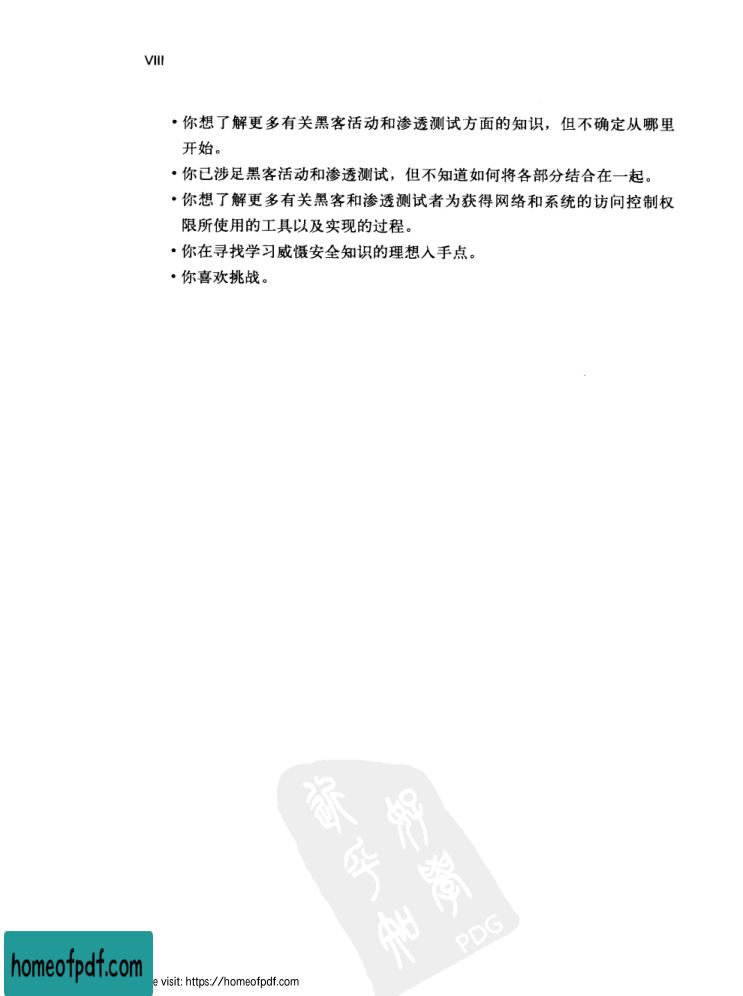 VIII
• 你想了解更多有关黑客活动和渗透测试方面的知识，但不确定从哪里
开始。
• 你已涉足黑客活动和渗透测试，但不知道如何将各部分结合在一起。
• 你想了解更多有关黑客和渗透测试者为获得网络和系统的访问控制权
限所使用的工具以及实现的过程。
• 你在寻找学习威慑安全知识的理想入手点。
• 你喜欢挑战。
PDG
homeofpdf.com
e visit: https://homeofpdf.com